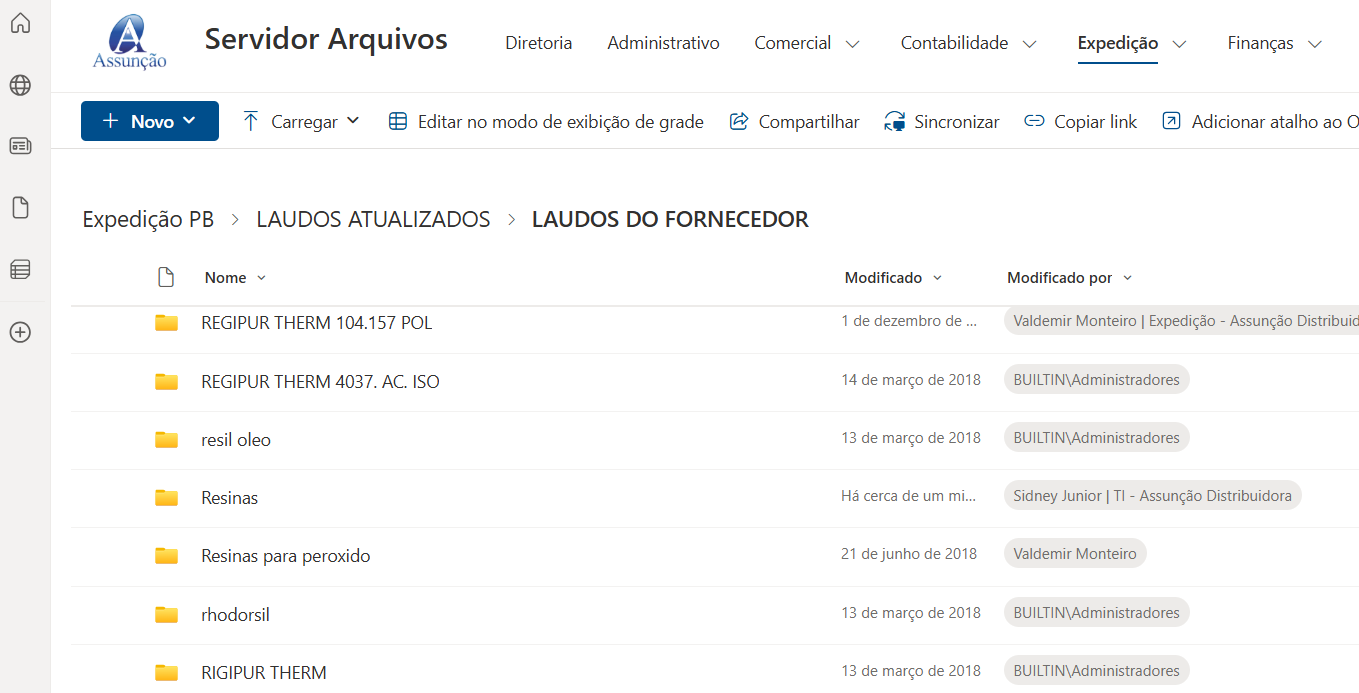 Assunção
Servidor Arquivos
Diretoria Administrativo Comercial Contabilidade Expedição Finanças
+ Novo Carregar Editar no modo de exibição de grade Compartilhar Sincronizar Copiar link Adicionar atalho ao O
Expedição PB > LAUDOS ATUALIZADOS > LAUDOS DO FORNECEDOR
Nome Modificado Modificado por
REGIPUR THERM 104.157 POL 1 de dezembro de ... Valdemir Monteiro | Expedição - Assunção Distribuid
REGIPUR THERM 4037. AC. ISO 14 de março de 2018 BUILTIN\Administradores
resil oleo 13 de março de 2018 BUILTIN\Administradores
Resinas Há cerca de um mi... Sidney Junior | TI - Assunção Distribuidora
Resinas para peroxido 21 de junho de 2018 Valdemir Monteiro
rhodorsil 13 de março de 2018 BUILTIN\Administradores
RIGIPUR THERM 13 de março de 2018 BUILTIN\Administradores